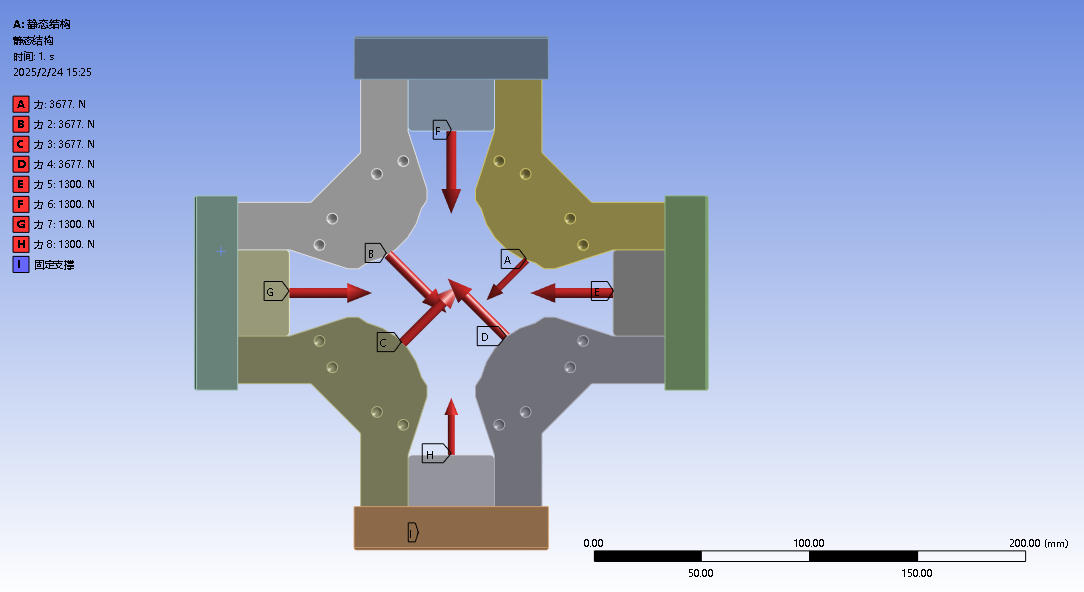 A: 静态结构
静态结构
时间: 1. s
2025/2/24 15:25
A 力: 3677. N
B 力 2: 3677. N
C 力 3: 3677. N
D 力 4: 3677. N
E 力 5: 1300. N
F 力 6: 1300. N
G 力 7: 1300. N
H 力 8: 1300. N
I 固定支撑
F
B
A
G
E
C
D
H
I
0.00 100.00 200.00 (mm)
50.00 150.00